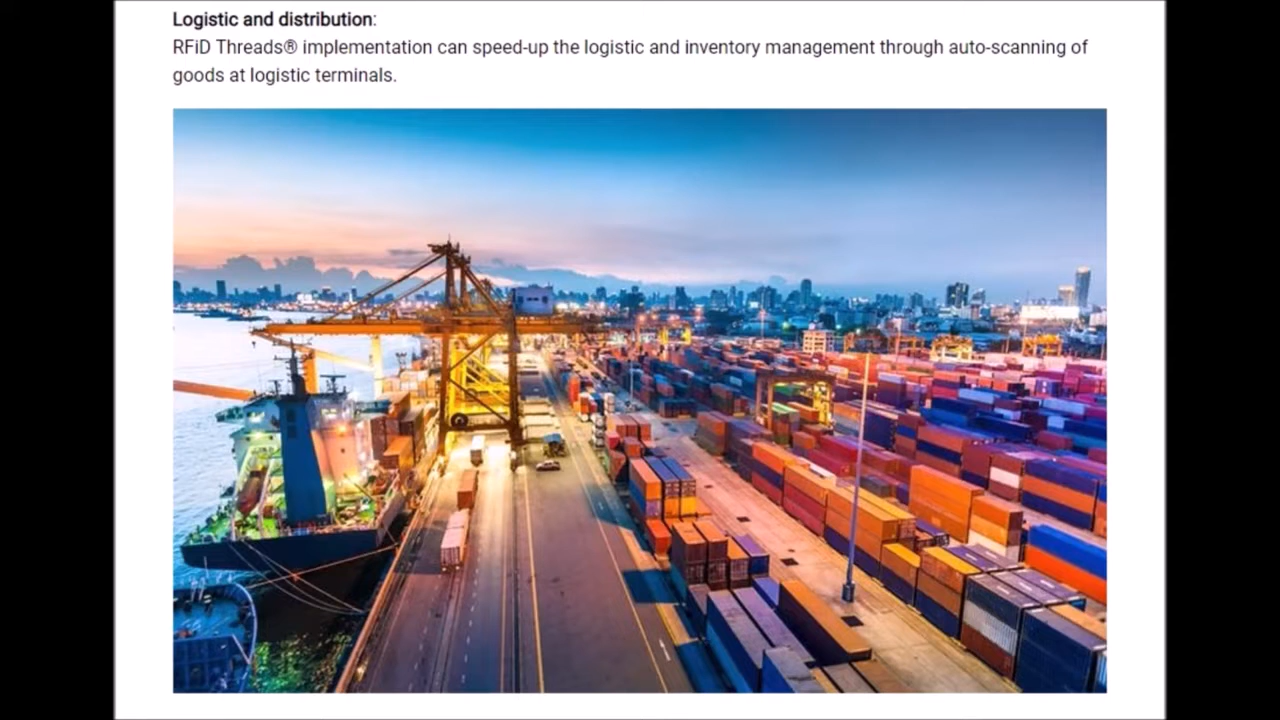 Logistic and distribution:
RFiD Threads® implementation can speed-up the logistic and inventory management through auto-scanning of
goods at logistic terminals.